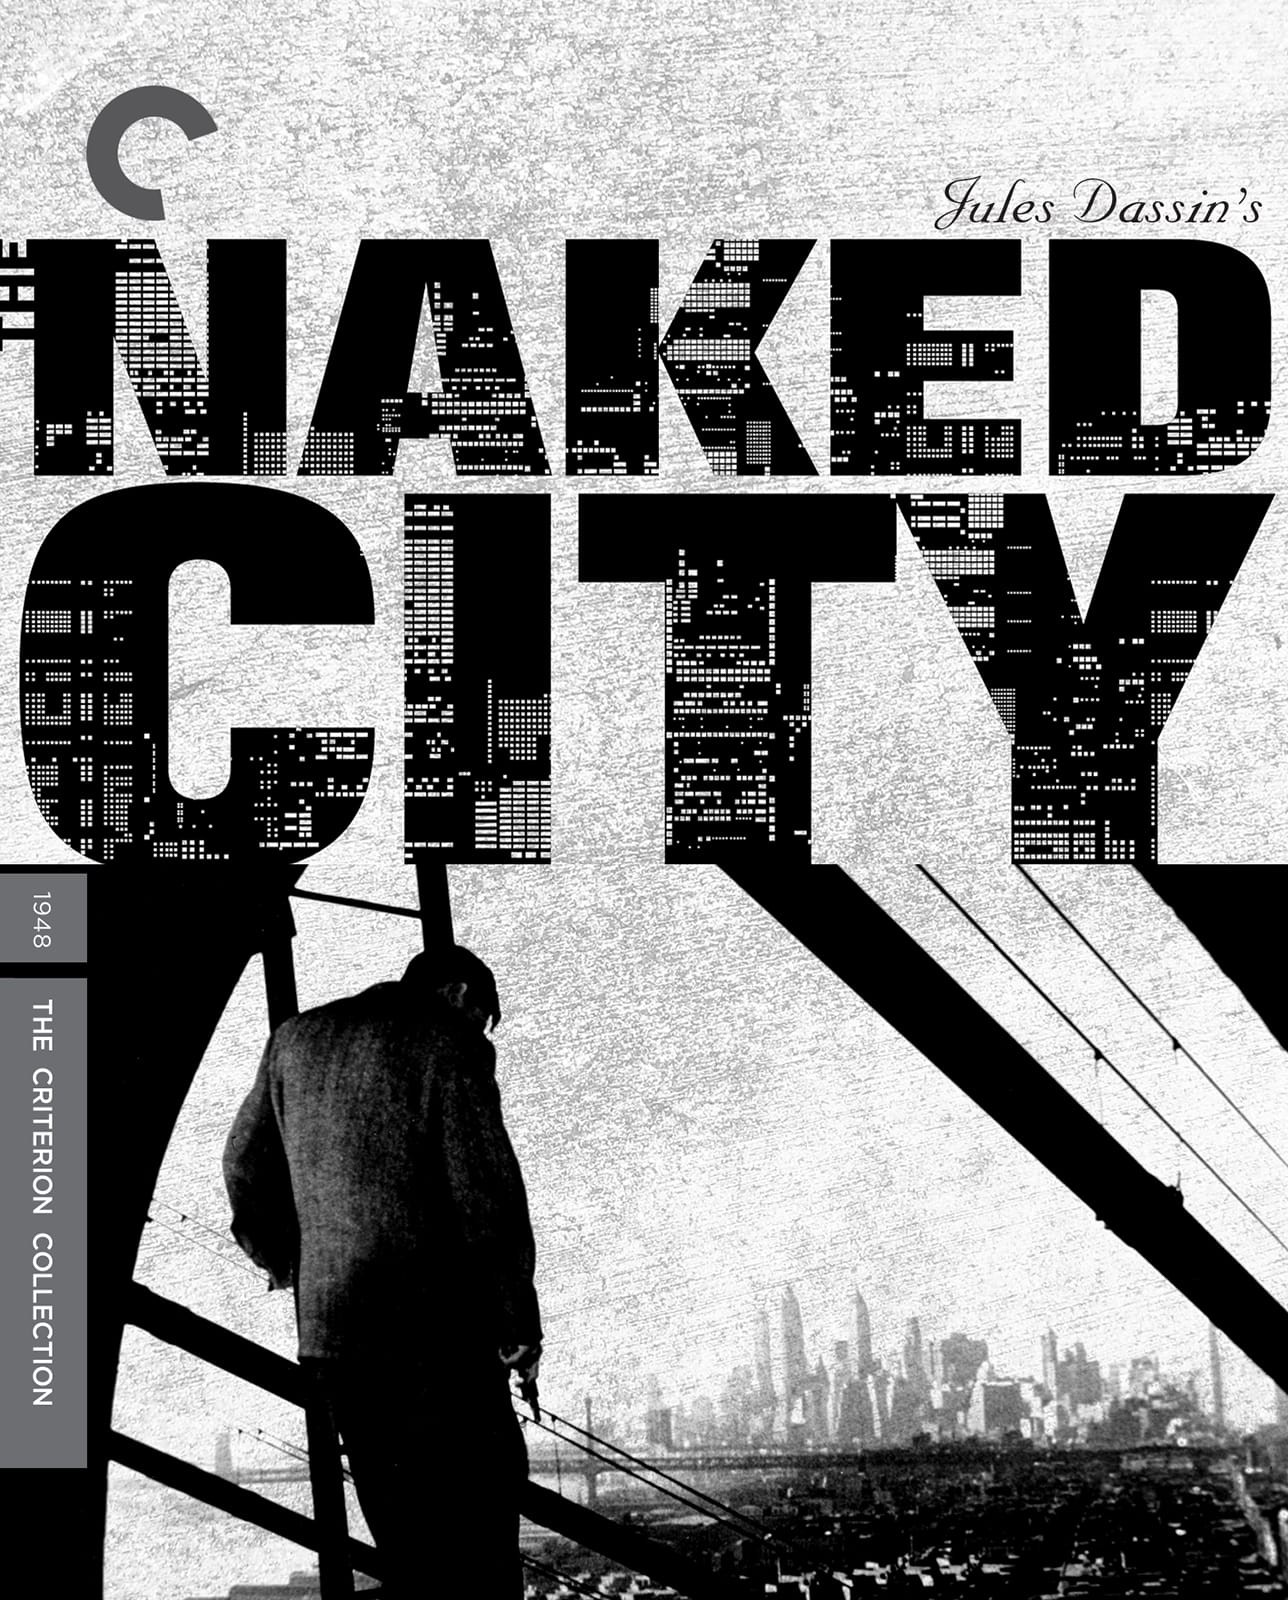 Jules Dassin's
THE
NAKED
CITY
1948
THE CRITERION COLLECTION